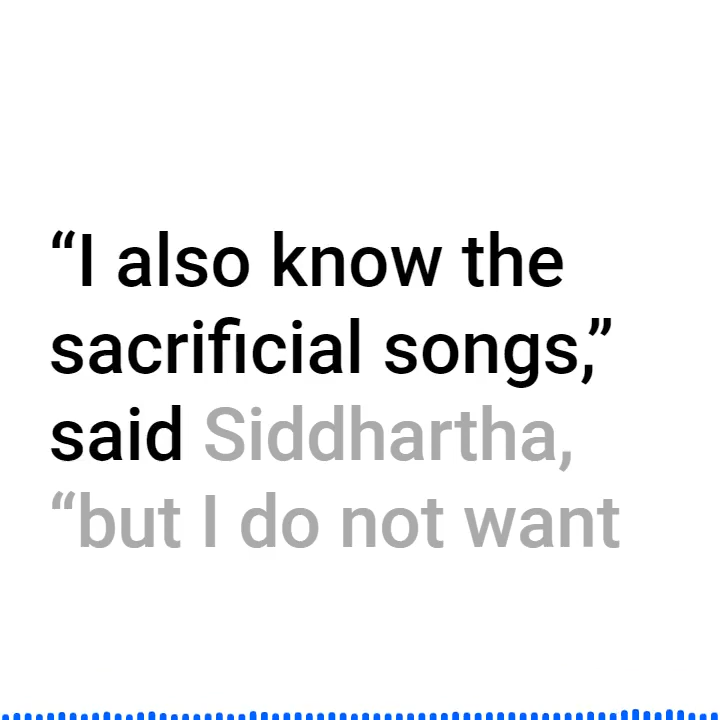 “I also know the
sacrificial songs,”
said Siddhartha,
“but I do not want